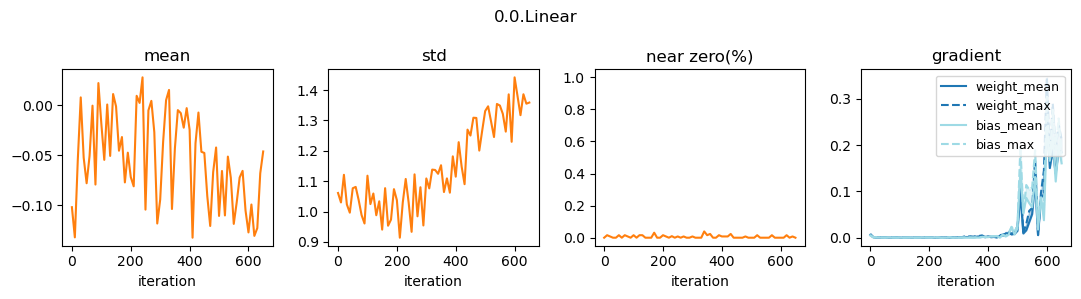 0.0.Linear
mean
0.00
−0.05
−0.10
0
200
400
600
iteration
std
1.4
1.3
1.2
1.1
1.0
0.9
0
200
400
600
iteration
near zero(%)
1.0
0.8
0.6
0.4
0.2
0.0
0
200
400
600
iteration
gradient
0.3
0.2
0.1
0.0
weight_mean
weight_max
bias_mean
bias_max
0
200
400
600
iteration